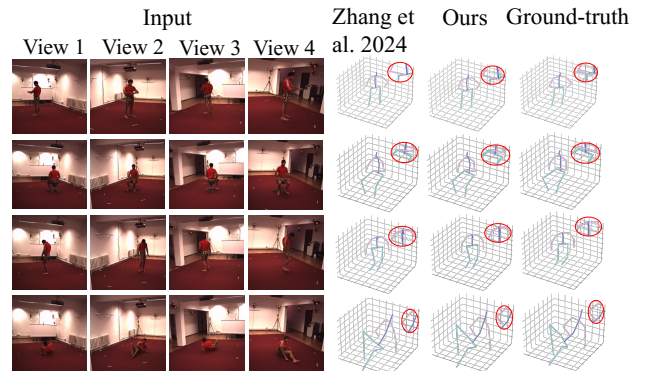 Input
Zhang et al. 2024
Ours
Ground-truth
View 1 View 2 View 3 View 4